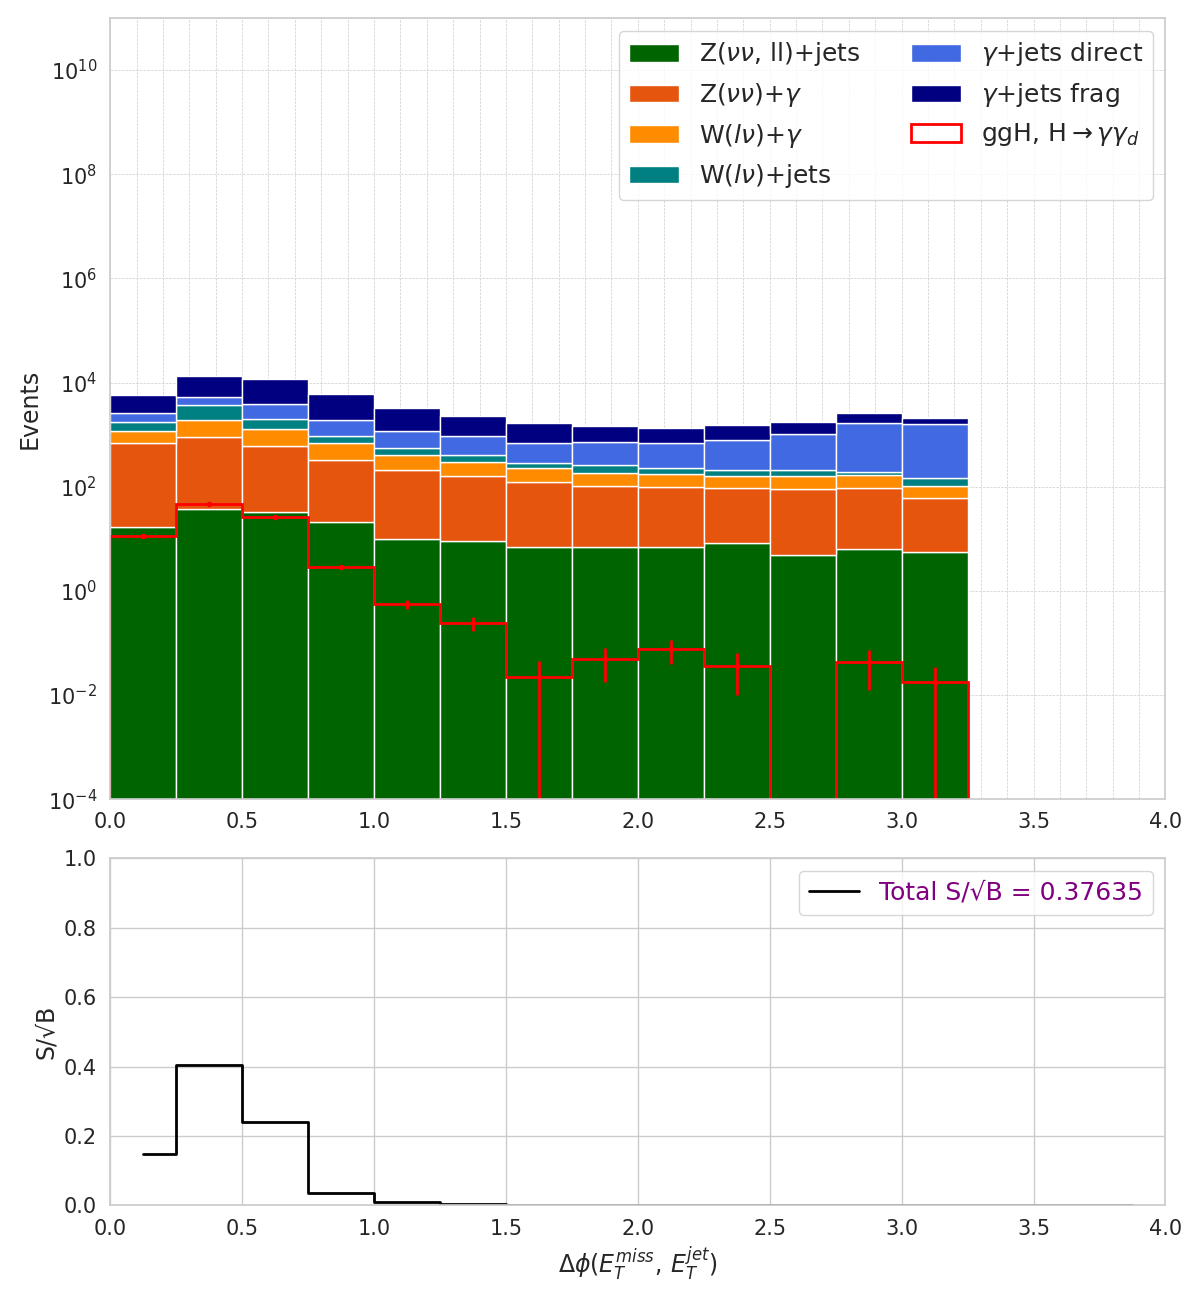 Z(νν, ll)+jets
Z(νν)+γ
W(lν)+γ
W(lν)+jets
γ+jets direct
γ+jets frag
ggH, H→γγ_d
Events
10^10
10^8
10^6
10^4
10^2
10^0
10^−2
10^−4
0.0 0.5 1.0 1.5 2.0 2.5 3.0 3.5 4.0
Total S/√B = 0.37635
S/√B
1.0
0.8
0.6
0.4
0.2
0.0
0.0 0.5 1.0 1.5 2.0 2.5 3.0 3.5 4.0
Δϕ(E_T^miss, E_T^jet)